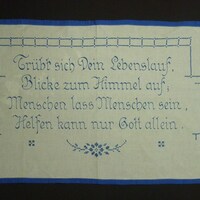 Trübt sich Dein Lebenslauf,
Blicke zum Himmel auf,
Menschen lass Menschen sein,
Helfen kann nur Gott allein.